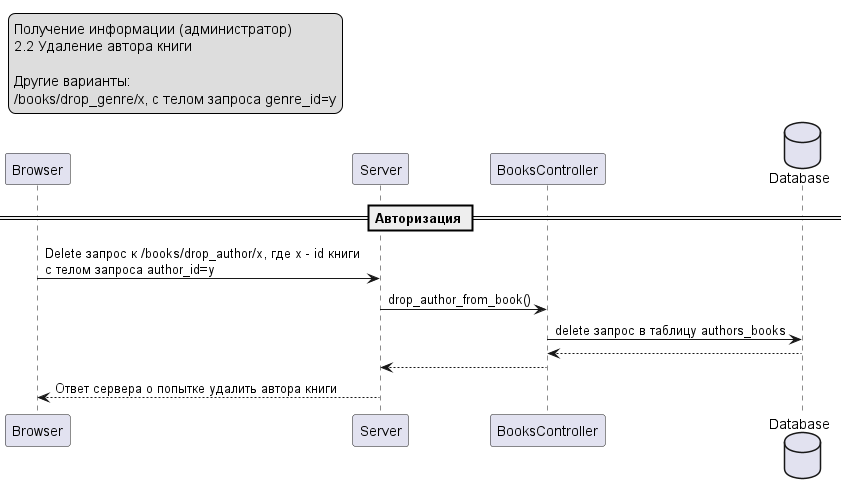 Получение информации (администратор)
2.2 Удаление автора книги
Другие варианты:
/books/drop_genre/x, с телом запроса genre_id=y
Browser
Server
BooksController
Database
Авторизация
Delete запрос к /books/drop_author/x, где x - id книги
с телом запроса author_id=y
drop_author_from_book()
delete запрос в таблицу authors_books
Ответ сервера о попытке удалить автора книги
Browser
Server
BooksController
Database